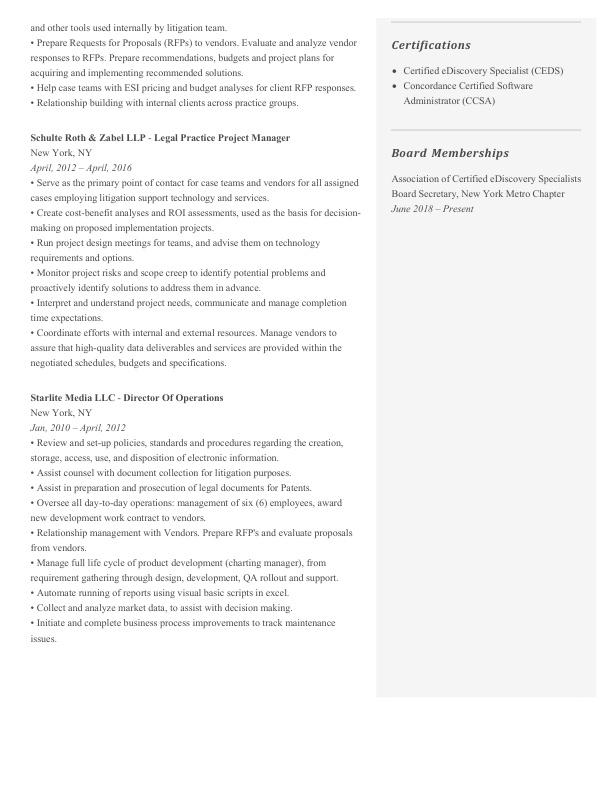 and other tools used internally by litigation team.
• Prepare Requests for Proposals (RFPs) to vendors. Evaluate and analyze vendor
responses to RFPs. Prepare recommendations, budgets and project plans for
acquiring and implementing recommended solutions.
• Help case teams with ESI pricing and budget analyses for client RFP responses.
• Relationship building with internal clients across practice groups.
Schulte Roth & Zabel LLP - Legal Practice Project Manager
New York, NY
April, 2012 – April, 2016
• Serve as the primary point of contact for case teams and vendors for all assigned
cases employing litigation support technology and services.
• Create cost-benefit analyses and ROI assessments, used as the basis for decision-
making on proposed implementation projects.
• Run project design meetings for teams, and advise them on technology
requirements and options.
• Monitor project risks and scope creep to identify potential problems and
proactively identify solutions to address them in advance.
• Interpret and understand project needs, communicate and manage completion
time expectations.
• Coordinate efforts with internal and external resources. Manage vendors to
assure that high-quality data deliverables and services are provided within the
negotiated schedules, budgets and specifications.
Starlite Media LLC - Director Of Operations
New York, NY
Jan, 2010 – April, 2012
• Review and set-up policies, standards and procedures regarding the creation,
storage, access, use, and disposition of electronic information.
• Assist counsel with document collection for litigation purposes.
• Assist in preparation and prosecution of legal documents for Patents.
• Oversee all day-to-day operations: management of six (6) employees, award
new development work contract to vendors.
• Relationship management with Vendors. Prepare RFP's and evaluate proposals
from vendors.
• Manage full life cycle of product development (charting manager), from
requirement gathering through design, development, QA rollout and support.
• Automate running of reports using visual basic scripts in excel.
• Collect and analyze market data, to assist with decision making.
• Initiate and complete business process improvements to track maintenance
issues.
Certifications
• Certified eDiscovery Specialist (CEDS)
• Concordance Certified Software
Administrator (CCSA)
Board Memberships
Association of Certified eDiscovery Specialists
Board Secretary, New York Metro Chapter
June 2018 – Present